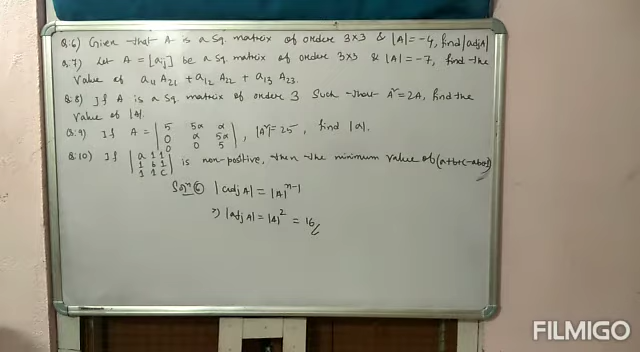 Q.6) Given that A is a Sq. matrix of order 3×3 & |A| = -4, find |adjA|
Q.7) Let A = [aij] be a Sq. matrix of order 3×3 & |A| = -7, find the
Value of a11 A21 + a12 A22 + a13 A23.
Q.8) If A is a Sq. matrix of order 3 Such that A² = 2A, find the
value of |A|.
Q.9) If A = |5 5α α
0 α 5α
0 0 5|, |A²| = 25, find |α|.
Q.10) If |a 1 1
1 b 1
1 1 c| is non-positive, then the minimum value of (a+b+c-abc)
Solⁿ ⑥ |adj A| = |A|ⁿ⁻¹
⇒ |adj A| = |A|² = 16
FILMIGO